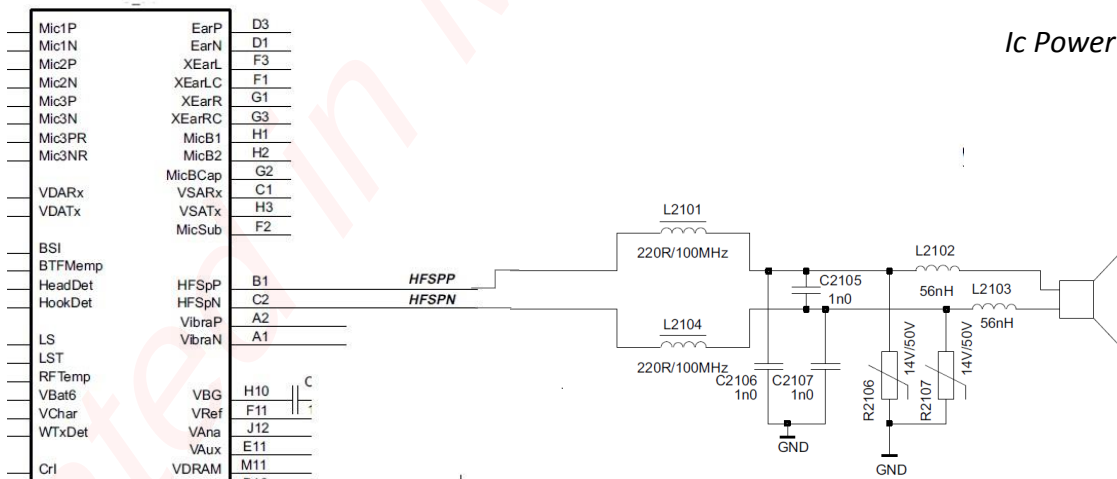 Ic Power
Mic1P EarP D3
Mic1N EarN D1
Mic2P XEarL F3
Mic2N XEarLC F1
Mic3P XEarR G1
Mic3N XEarRC G3
Mic3PR MicB1 H1
Mic3NR MicB2 H2
MicBCap G2
VDARx VSARx C1
VDATx VSATx H3
MicSub F2
BSI
BTFMemp
HeadDet HFSpP B1 HFSPP
HookDet HFSpN C2 HFSPN
VibraP A2
LS VibraN A1
LST
RFTemp
VBat6 VBG H10 C
VChar VRef F11
WTxDet VAna J12
VAux E11
CrI VDRAM M11
L2101
220R/100MHz
L2104
220R/100MHz
C2105
1n0
C2106 C2107
1n0 1n0
GND
L2102
56nH
L2103
56nH
R2106
14V/50V
R2107
14V/50V
GND
nted in